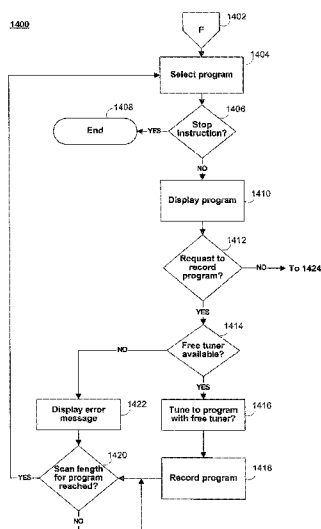 1400
1402
F
1404
Select program
1406
Stop
instruction?
1408
End
YES
NO
1410
Display program
1412
Request to
record
program?
NO
To 1424
YES
1414
Free tuner
available?
NO
YES
1422
Display error
message
1416
Tune to program
with free tuner?
1420
Scan length
for program
reached?
YES
1418
Record program
NO